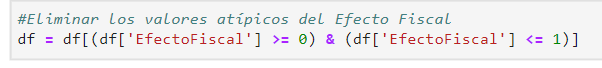 #Eliminar los valores atípicos del Efecto Fiscal
df = df[(df['EfectoFiscal'] >= 0) & (df['EfectoFiscal'] <= 1)]